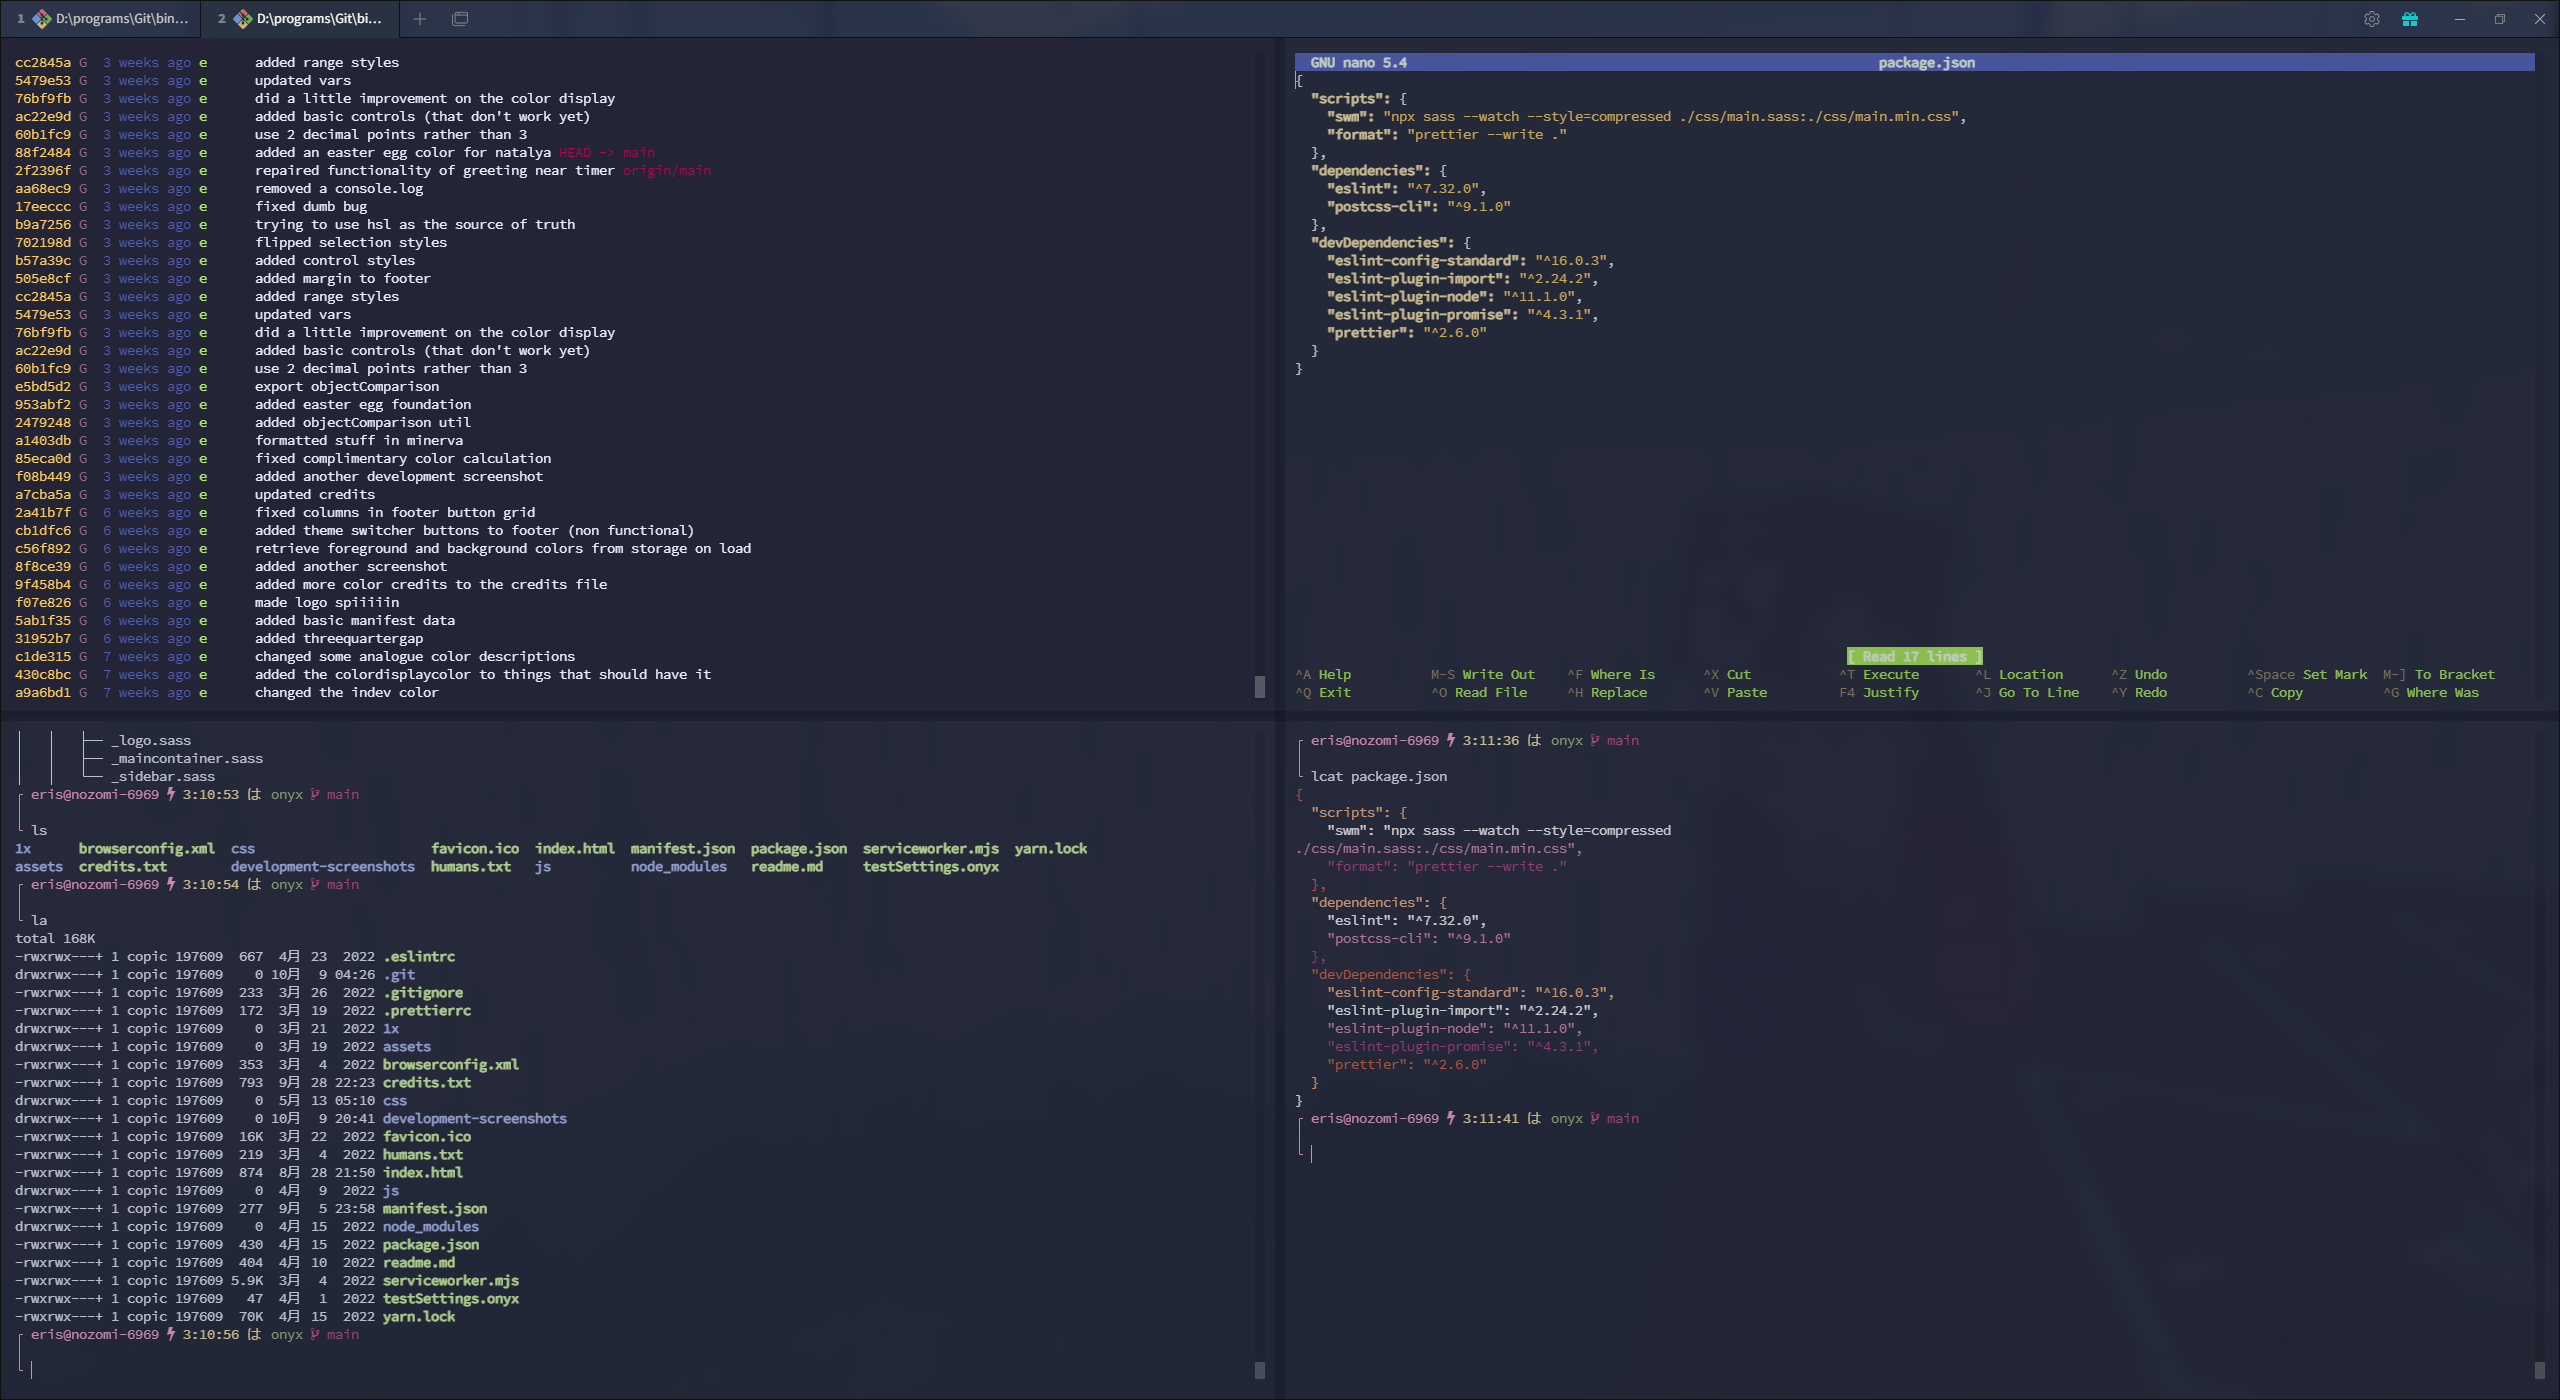 1 D:\programs\Git\bin... 2 D:\programs\Git\bin...
cc2845a G 3 weeks ago e added range styles
5479e53 G 3 weeks ago e updated vars
76bf9fb G 3 weeks ago e did a little improvement on the color display
ac22e9d G 3 weeks ago e added basic controls (that don't work yet)
60b1fc9 G 3 weeks ago e use 2 decimal points rather than 3
88f2484 G 3 weeks ago e added an easter egg color for natalya HEAD -> main
2f2396f G 3 weeks ago e repaired functionality of greeting near timer origin/main
aa68ec9 G 3 weeks ago e removed a console.log
17eeccc G 3 weeks ago e fixed dumb bug
b9a7256 G 3 weeks ago e trying to use hsl as the source of truth
702198d G 3 weeks ago e flipped selection styles
b57a39c G 3 weeks ago e added control styles
505e8cf G 3 weeks ago e added margin to footer
cc2845a G 3 weeks ago e added range styles
5479e53 G 3 weeks ago e updated vars
76bf9fb G 3 weeks ago e did a little improvement on the color display
ac22e9d G 3 weeks ago e added basic controls (that don't work yet)
60b1fc9 G 3 weeks ago e use 2 decimal points rather than 3
e5bd5d2 G 3 weeks ago e export objectComparison
953abf2 G 3 weeks ago e added easter egg foundation
2479248 G 3 weeks ago e added objectComparison util
a1403db G 3 weeks ago e formatted stuff in minerva
85eca0d G 3 weeks ago e fixed complimentary color calculation
f08b449 G 3 weeks ago e added another development screenshot
a7cba5a G 3 weeks ago e updated credits
2a41b7f G 6 weeks ago e fixed columns in footer button grid
cb1dfc6 G 6 weeks ago e added theme switcher buttons to footer (non functional)
c56f892 G 6 weeks ago e retrieve foreground and background colors from storage on load
8f8ce39 G 6 weeks ago e added another screenshot
9f458b4 G 6 weeks ago e added more color credits to the credits file
f07e826 G 6 weeks ago e made logo spiiiiin
5ab1f35 G 6 weeks ago e added basic manifest data
31952b7 G 6 weeks ago e added threequartergap
c1de315 G 7 weeks ago e changed some analogue color descriptions
430c8bc G 7 weeks ago e added the colordisplaycolor to things that should have it
a9a6bd1 G 7 weeks ago e changed the indev color
GNU nano 5.4 package.json
{
"scripts": {
"swm": "npx sass --watch --style=compressed ./css/main.sass:./css/main.min.css",
"format": "prettier --write ."
},
"dependencies": {
"eslint": "^7.32.0",
"postcss-cli": "^9.1.0"
},
"devDependencies": {
"eslint-config-standard": "^16.0.3",
"eslint-plugin-import": "^2.24.2",
"eslint-plugin-node": "^11.1.0",
"eslint-plugin-promise": "^4.3.1",
"prettier": "^2.6.0"
}
}
[ Read 17 lines ]
^A Help M-S Write Out ^F Where Is ^X Cut ^T Execute ^L Location ^Z Undo ^Space Set Mark M-] To Bracket
^Q Exit ^O Read File ^H Replace ^V Paste F4 Justify ^J Go To Line ^Y Redo ^C Copy ^G Where Was
│   │   ├── _logo.sass
│   │   ├── _maincontainer.sass
│   │   └── _sidebar.sass
eris@nozomi-6969 3:10:53 は onyx main
ls
1x browserconfig.xml css favicon.ico index.html manifest.json package.json serviceworker.mjs yarn.lock
assets credits.txt development-screenshots humans.txt js node_modules readme.md testSettings.onyx
eris@nozomi-6969 3:10:54 は onyx main
la
total 168K
-rwxrwx---+ 1 copic 197609 667 4月 23 2022 .eslintrc
drwxrwx---+ 1 copic 197609 0 10月 9 04:26 .git
-rwxrwx---+ 1 copic 197609 233 3月 26 2022 .gitignore
-rwxrwx---+ 1 copic 197609 172 3月 19 2022 .prettierrc
drwxrwx---+ 1 copic 197609 0 3月 21 2022 1x
drwxrwx---+ 1 copic 197609 0 3月 19 2022 assets
-rwxrwx---+ 1 copic 197609 353 3月 4 2022 browserconfig.xml
-rwxrwx---+ 1 copic 197609 793 9月 28 22:23 credits.txt
drwxrwx---+ 1 copic 197609 0 5月 13 05:10 css
drwxrwx---+ 1 copic 197609 0 10月 9 20:41 development-screenshots
-rwxrwx---+ 1 copic 197609 16K 3月 22 2022 favicon.ico
-rwxrwx---+ 1 copic 197609 219 3月 4 2022 humans.txt
-rwxrwx---+ 1 copic 197609 874 8月 28 21:50 index.html
drwxrwx---+ 1 copic 197609 0 4月 9 2022 js
-rwxrwx---+ 1 copic 197609 277 9月 5 23:58 manifest.json
drwxrwx---+ 1 copic 197609 0 4月 15 2022 node_modules
-rwxrwx---+ 1 copic 197609 430 4月 15 2022 package.json
-rwxrwx---+ 1 copic 197609 404 4月 10 2022 readme.md
-rwxrwx---+ 1 copic 197609 5.9K 3月 4 2022 serviceworker.mjs
-rwxrwx---+ 1 copic 197609 47 4月 1 2022 testSettings.onyx
-rwxrwx---+ 1 copic 197609 70K 4月 15 2022 yarn.lock
eris@nozomi-6969 3:10:56 は onyx main
eris@nozomi-6969 3:11:36 は onyx main
lcat package.json
{
"scripts": {
"swm": "npx sass --watch --style=compressed
./css/main.sass:./css/main.min.css",
"format": "prettier --write ."
},
"dependencies": {
"eslint": "^7.32.0",
"postcss-cli": "^9.1.0"
},
"devDependencies": {
"eslint-config-standard": "^16.0.3",
"eslint-plugin-import": "^2.24.2",
"eslint-plugin-node": "^11.1.0",
"eslint-plugin-promise": "^4.3.1",
"prettier": "^2.6.0"
}
}
eris@nozomi-6969 3:11:41 は onyx main